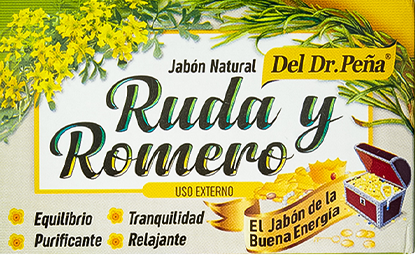 Jabón Natural
Del Dr. Peña®
Ruda y
Romero
USO EXTERNO
Equilibrio
Tranquilidad
Purificante
Relajante
El Jabón de la
Buena Energía